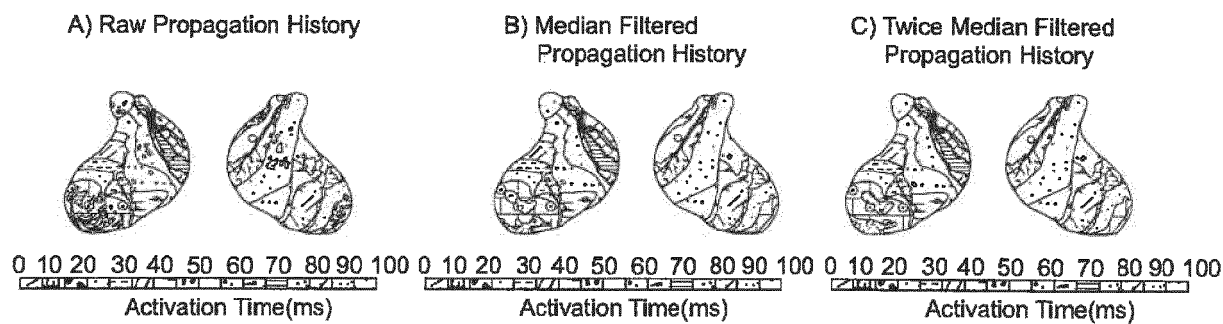 A) Raw Propagation History
B) Median Filtered
Propagation History
C) Twice Median Filtered
Propagation History
0 10 20 30 40 50 60 70 80 90 100
Activation Time(ms)
0 10 20 30 40 50 60 70 80 90 100
Activation Time(ms)
0 10 20 30 40 50 60 70 80 90 100
Activation Time(ms)